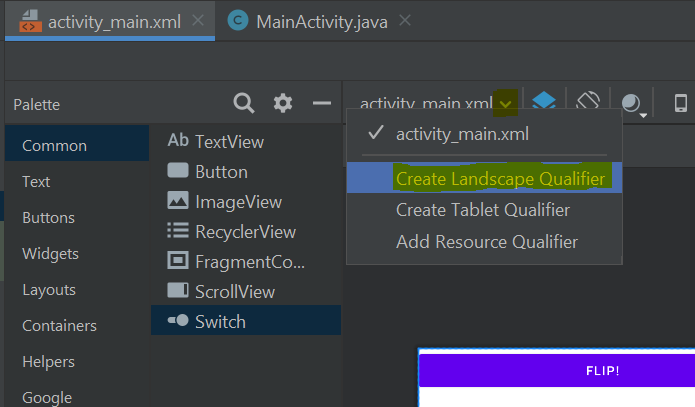 activity_main.xml
MainActivity.java
Palette
activity_main.xml
Common
Text
Buttons
Widgets
Layouts
Containers
Helpers
Google
Ab TextView
Button
ImageView
RecyclerView
FragmentCo...
ScrollView
Switch
activity_main.xml
Create Landscape Qualifier
Create Tablet Qualifier
Add Resource Qualifier
FLIP!